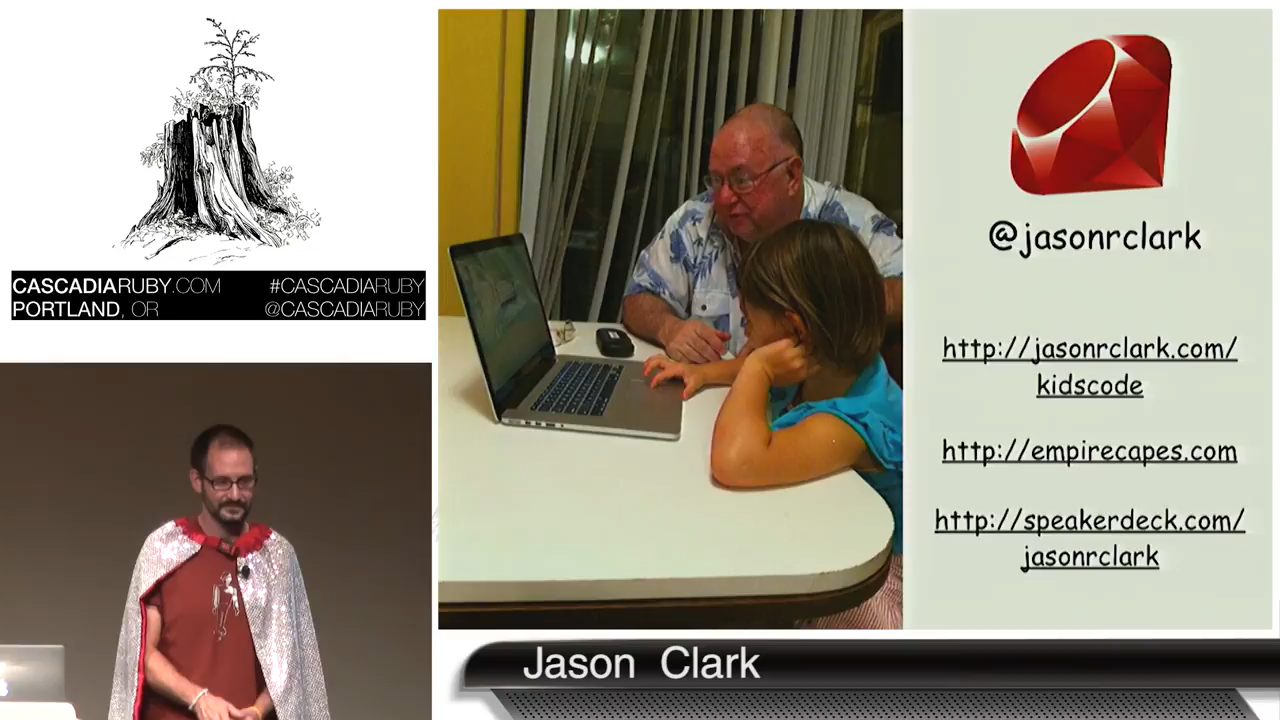 CASCADIARUBY.COM #CASCADIARUBY
PORTLAND, OR @CASCADIARUBY
@jasonrclark
http://jasonrclark.com/
kidscode
http://empirecapes.com
http://speakerdeck.com/
jasonrclark
Jason Clark